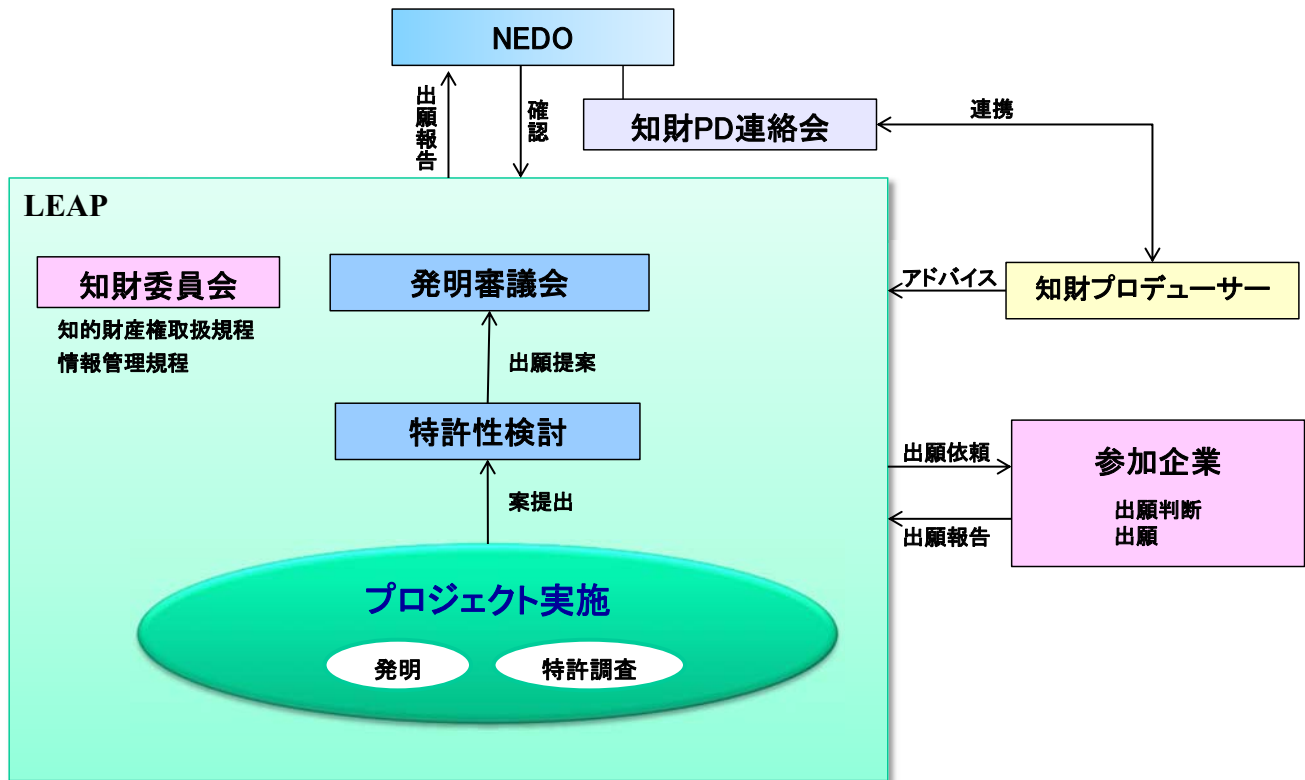 NEDO
出願報告
確認
知財PD連絡会
連携
LEAP
知財委員会
知的財産権取扱規程
情報管理規程
発明審議会
出願提案
特許性検討
案提出
プロジェクト実施
発明
特許調査
アドバイス
知財プロデューサー
出願依頼
出願報告
参加企業
出願判断
出願